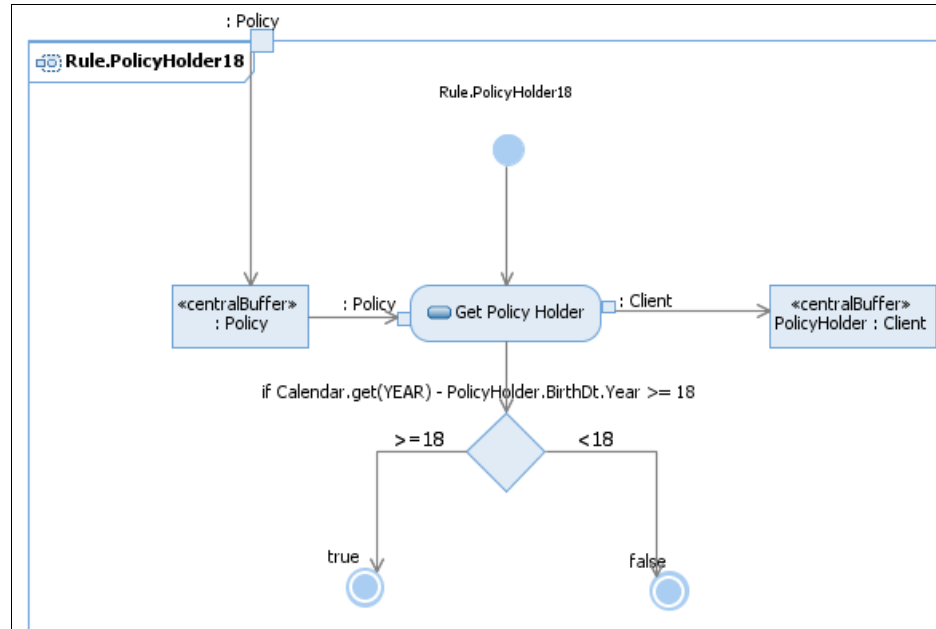 : Policy
Rule.PolicyHolder18
Rule.PolicyHolder18
«centralBuffer»
: Policy
: Policy
Get Policy Holder
: Client
«centralBuffer»
PolicyHolder : Client
if Calendar.get(YEAR) - PolicyHolder.BirthDt.Year >= 18
>=18
<18
true
false